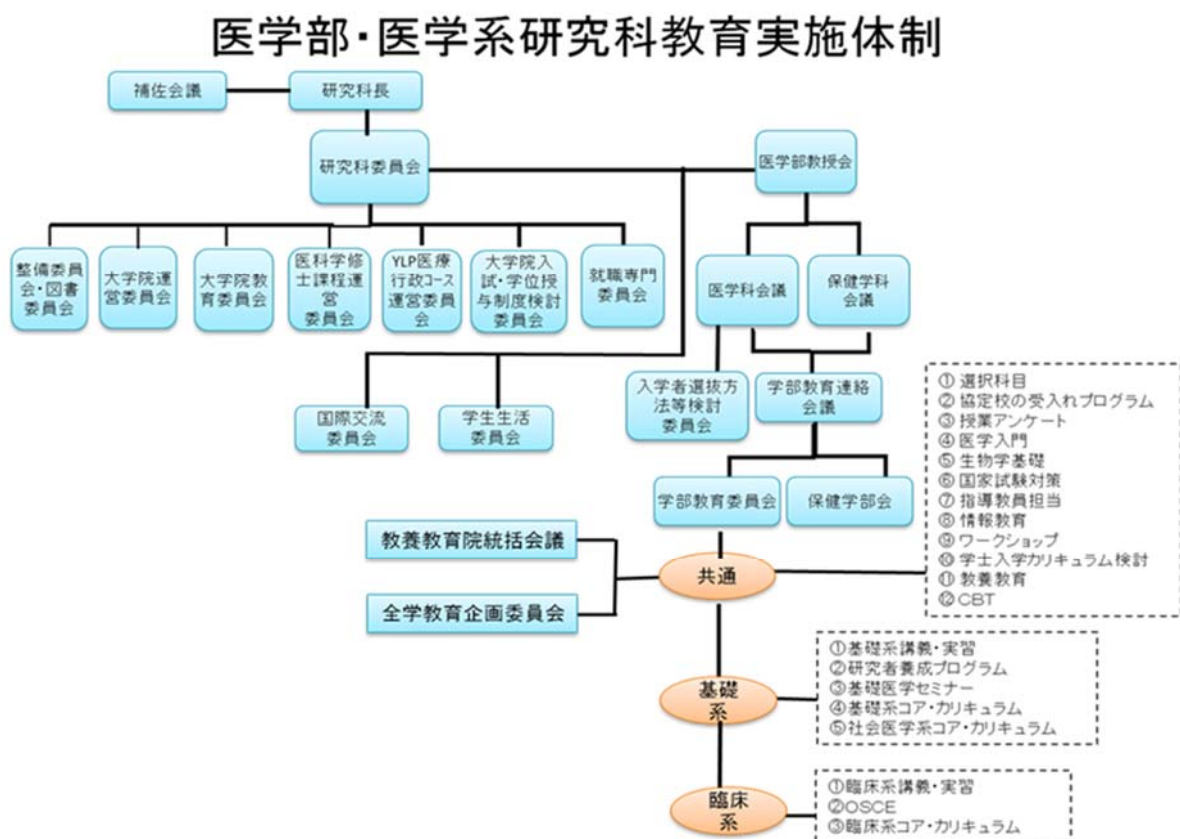 医学部・医学系研究科教育実施体制
補佐会議
研究科長
研究科委員会
医学部教授会
整備委員
会・図書
委員会
大学院運
営委員会
大学院教
育委員会
医科学修
士課程運
営
委員会
YLP医療
行政コース
運営委員
会
大学院入
試・学位授
与制度検討
委員会
就職専門
委員会
医学科会議
保健学科
会議
国際交流
委員会
学生生活
委員会
入学者選抜方
法等検討
委員会
学部教育連絡
会議
学部教育委員会
保健学部会
教養教育院統括会議
全学教育企画委員会
共通
① 選択科目
② 協定校の受入れプログラム
③ 授業アンケート
④ 医学入門
⑤ 生物学基礎
⑥ 国家試験対策
⑦ 指導教員担当
⑧ 情報教育
⑨ ワークショップ
⑩ 学士入学カリキュラム検討
⑪ 教養教育
⑫ CBT
基礎
系
①基礎系講義・実習
②研究者養成プログラム
③基礎医学セミナー
④基礎系コア・カリキュラム
⑤社会医学系コア・カリキュラム
臨床
系
①臨床系講義・実習
②OSCE
③臨床系コア・カリキュラム